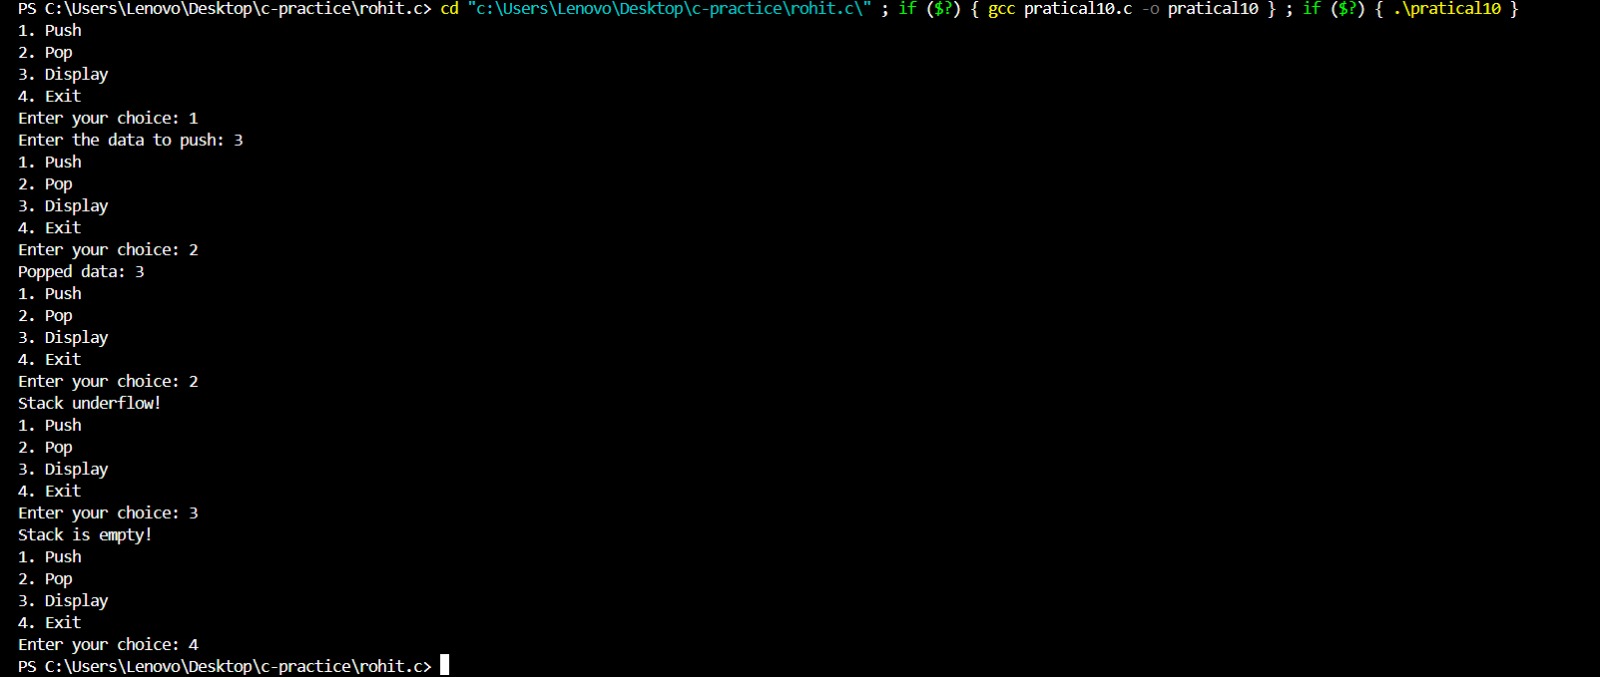 PS C:\Users\Lenovo\Desktop\c-practice\rohit.c> cd "c:\Users\Lenovo\Desktop\c-practice\rohit.c\" ; if ($?) { gcc pratical10.c -o pratical10 } ; if ($?) { .\pratical10 }
1. Push
2. Pop
3. Display
4. Exit
Enter your choice: 1
Enter the data to push: 3
1. Push
2. Pop
3. Display
4. Exit
Enter your choice: 2
Popped data: 3
1. Push
2. Pop
3. Display
4. Exit
Enter your choice: 2
Stack underflow!
1. Push
2. Pop
3. Display
4. Exit
Enter your choice: 3
Stack is empty!
1. Push
2. Pop
3. Display
4. Exit
Enter your choice: 4
PS C:\Users\Lenovo\Desktop\c-practice\rohit.c>